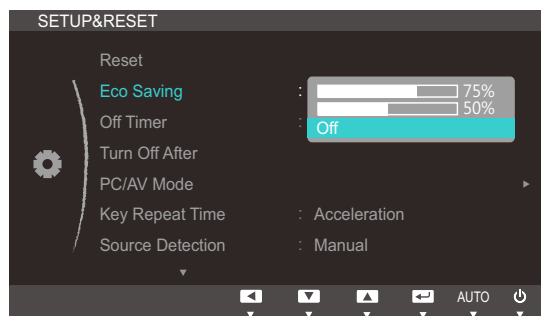 SETUP&RESET
Reset
Eco Saving :
75%
50%
Off
Off Timer :
Turn Off After
PC/AV Mode
Key Repeat Time : Acceleration
Source Detection : Manual
AUTO